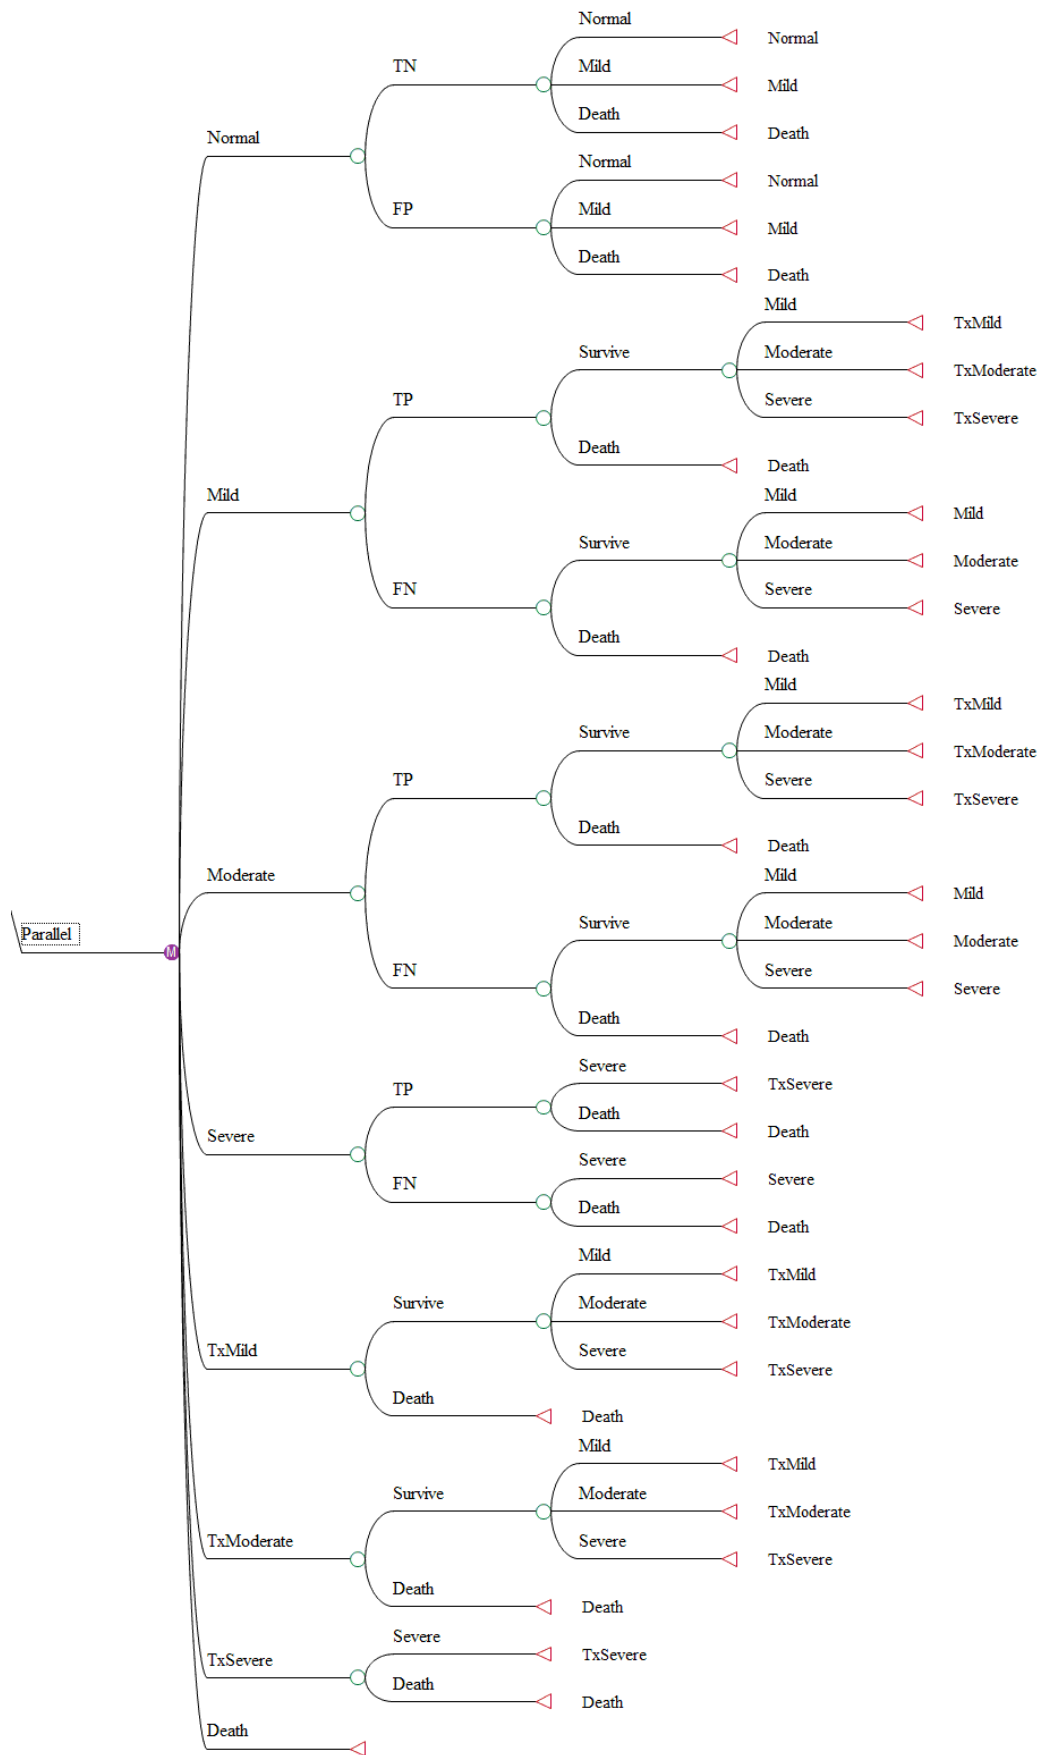 Normal
TN
Normal
Normal
Mild
Mild
Death
Death
FP
Normal
Normal
Mild
Mild
Death
Death
Mild
TP
Survive
Mild
TxMild
Moderate
TxModerate
Severe
TxSevere
Death
Death
FN
Survive
Mild
Mild
Moderate
Moderate
Severe
Severe
Death
Death
Parallel
M
Moderate
TP
Survive
Mild
TxMild
Moderate
TxModerate
Severe
TxSevere
Death
Death
FN
Survive
Mild
Mild
Moderate
Moderate
Severe
Severe
Death
Death
Severe
TP
Severe
TxSevere
Death
Death
FN
Severe
Severe
Death
Death
TxMild
Survive
Mild
TxMild
Moderate
TxModerate
Severe
TxSevere
Death
Death
TxModerate
Survive
Mild
TxMild
Moderate
TxModerate
Severe
TxSevere
Death
Death
TxSevere
Severe
TxSevere
Death
Death
Death